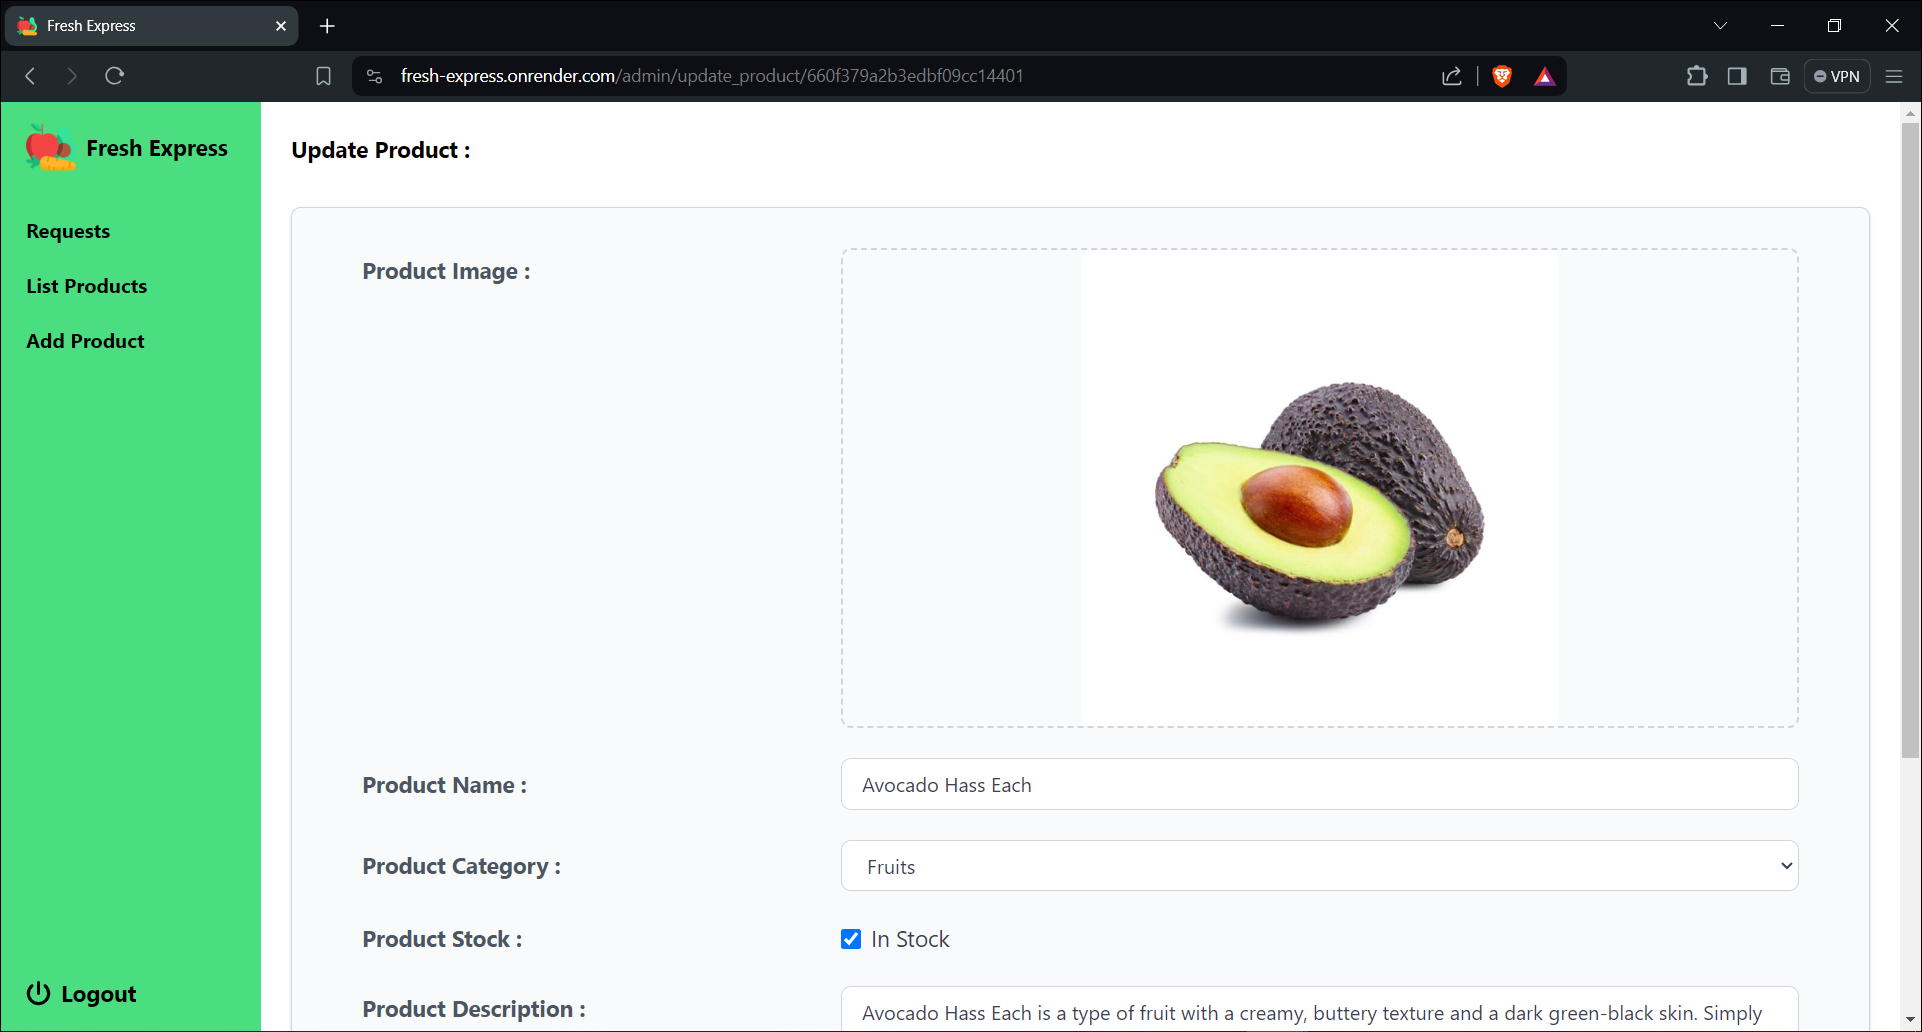 Fresh Express
fresh-express.onrender.com/admin/update_product/660f379a2b3edbf09cc14401
VPN
Fresh Express
Requests
List Products
Add Product
Logout
Update Product :
Product Image :
Product Name :
Avocado Hass Each
Product Category :
Fruits
Product Stock :
In Stock
Product Description :
Avocado Hass Each is a type of fruit with a creamy, buttery texture and a dark green-black skin. Simply